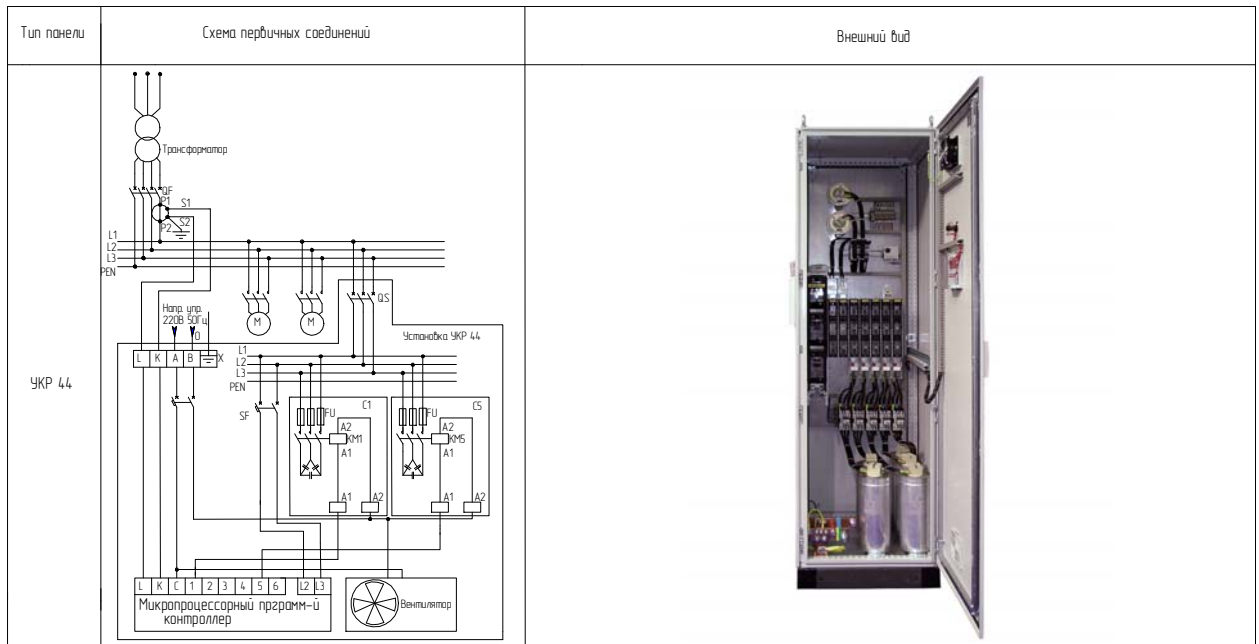 Тип панели
Схема первичных соединений
Внешний вид
УКР 44
Трансформатор
QF
P1
S1
S2
P2
L1
L2
L3
PEN
QS
М
М
Напр. упр.
220В 50Гц
0
Установка УКР 44
L
K
A
B
X
L1
L2
L3
PEN
SF
FU
C1
A2
KM1
A1
A1
A2
FU
C5
A2
KM5
A1
A1
A2
L
K
C
1
2
3
4
5
6
L2
L3
Микропроцессорный прграмм-й
контроллер
Вентилятор